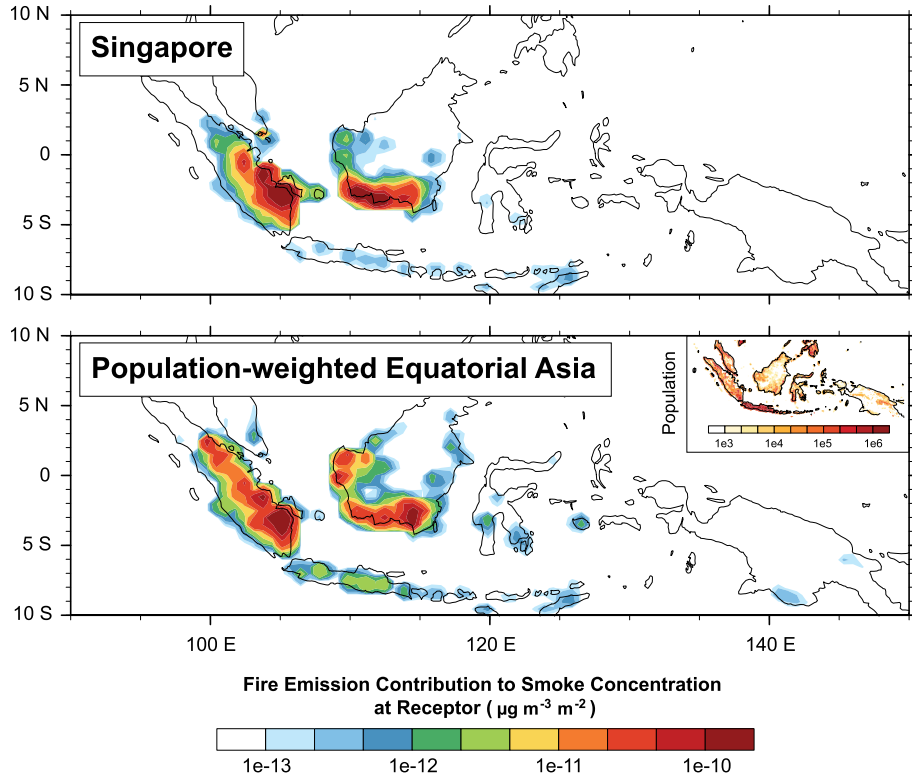 10 N
Singapore
5 N
0
5 S
10 S
10 N
Population-weighted Equatorial Asia
Population
1e3 1e4 1e5 1e6
5 N
0
5 S
10 S
100 E 120 E 140 E
Fire Emission Contribution to Smoke Concentration
at Receptor ( µg m-3 m-2 )
1e-13 1e-12 1e-11 1e-10